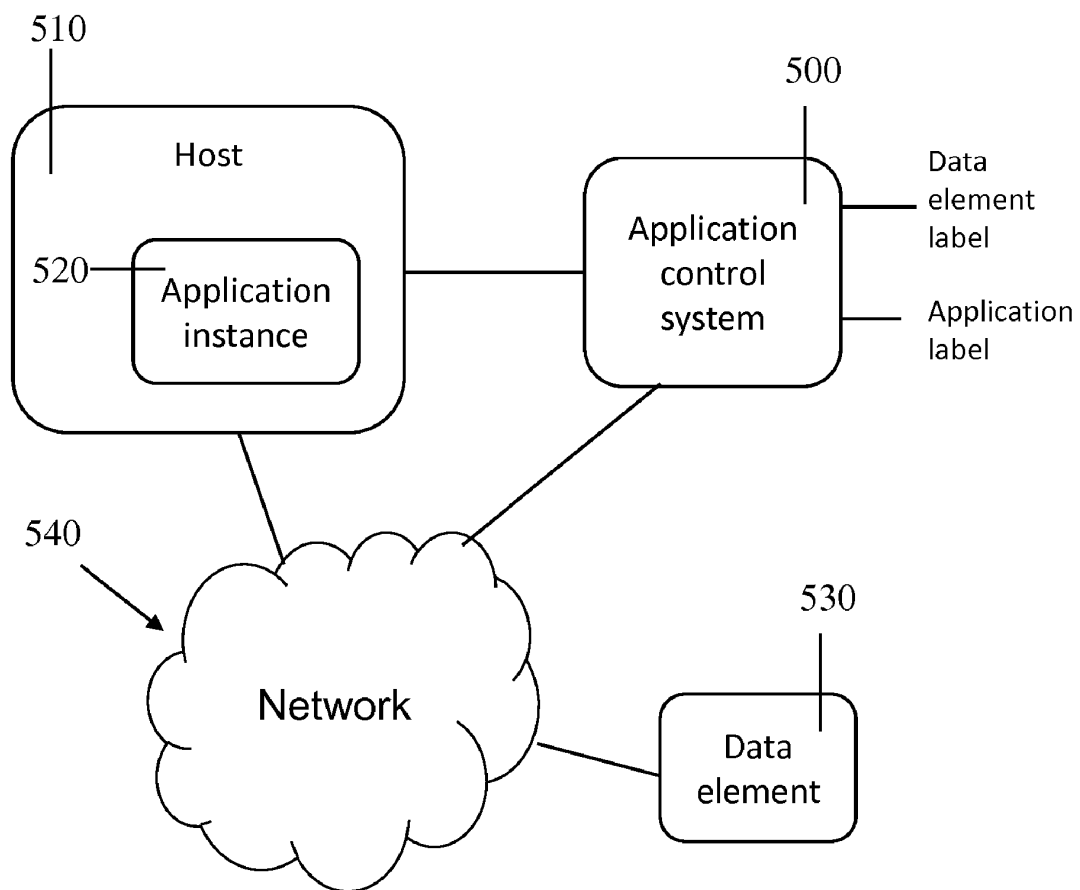 510
500
Host
Data
element
label
Application
control
system
520
Application
instance
Application
label
540
530
Network
Data
element